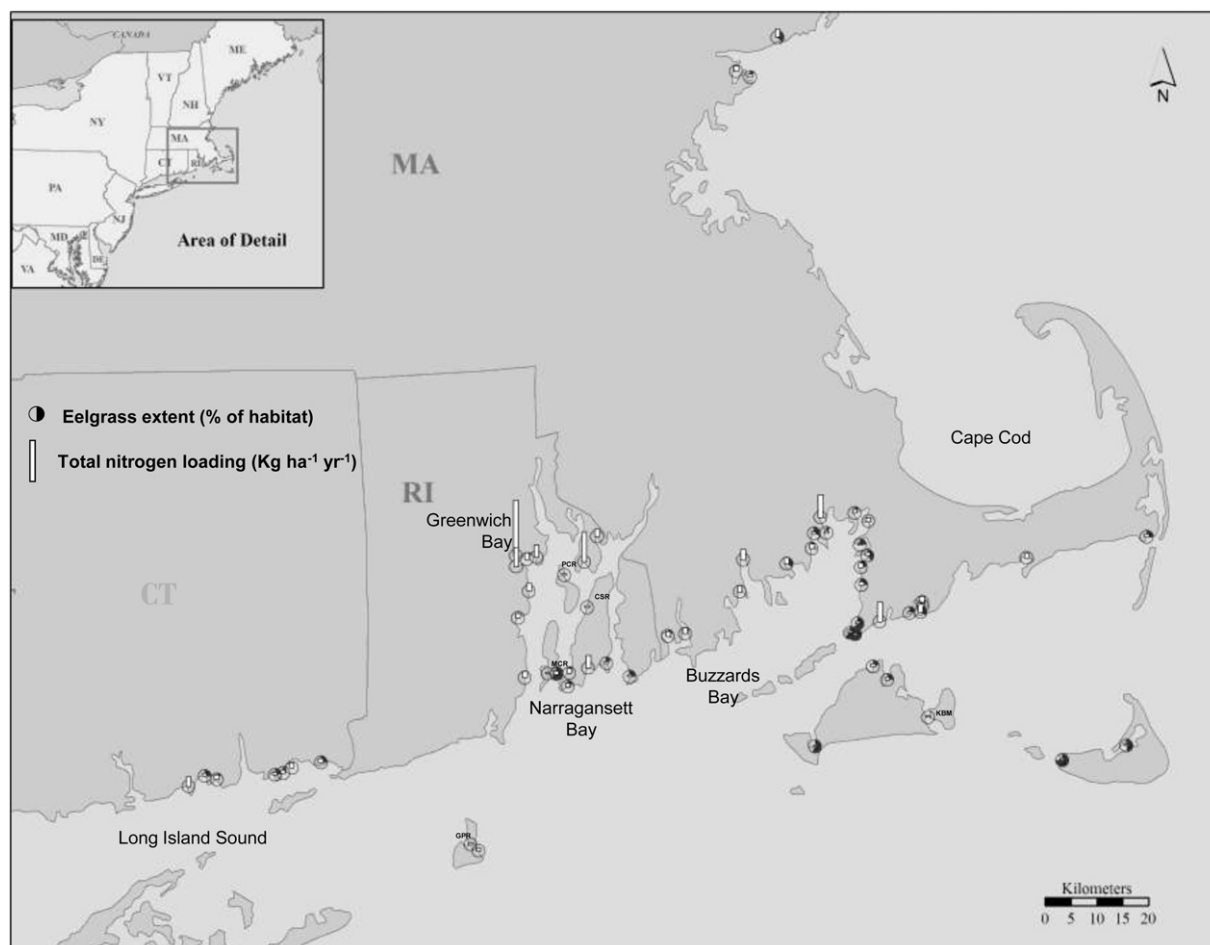 CANADA
ME
VT
NH
NY
MA
CT
RI
PA
NJ
MD
DE
VA
Area of Detail
N
MA
Eelgrass extent (% of habitat)
Total nitrogen loading (Kg ha-1 yr-1)
Cape Cod
RI
Greenwich
Bay
PCR
CSR
CT
MCR
Buzzards
Bay
Narragansett
Bay
KBM
Long Island Sound
GPR
Kilometers
0 5 10 15 20